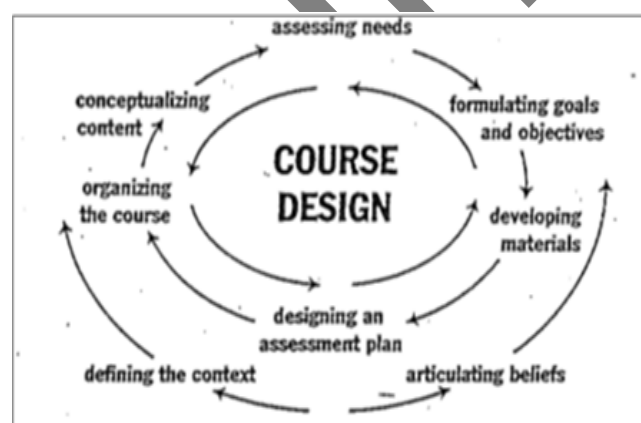 assessing needs
conceptualizing
content
formulating goals
and objectives
COURSE
DESIGN
organizing
the course
developing
materials
designing an
assessment plan
defining the context
articulating beliefs